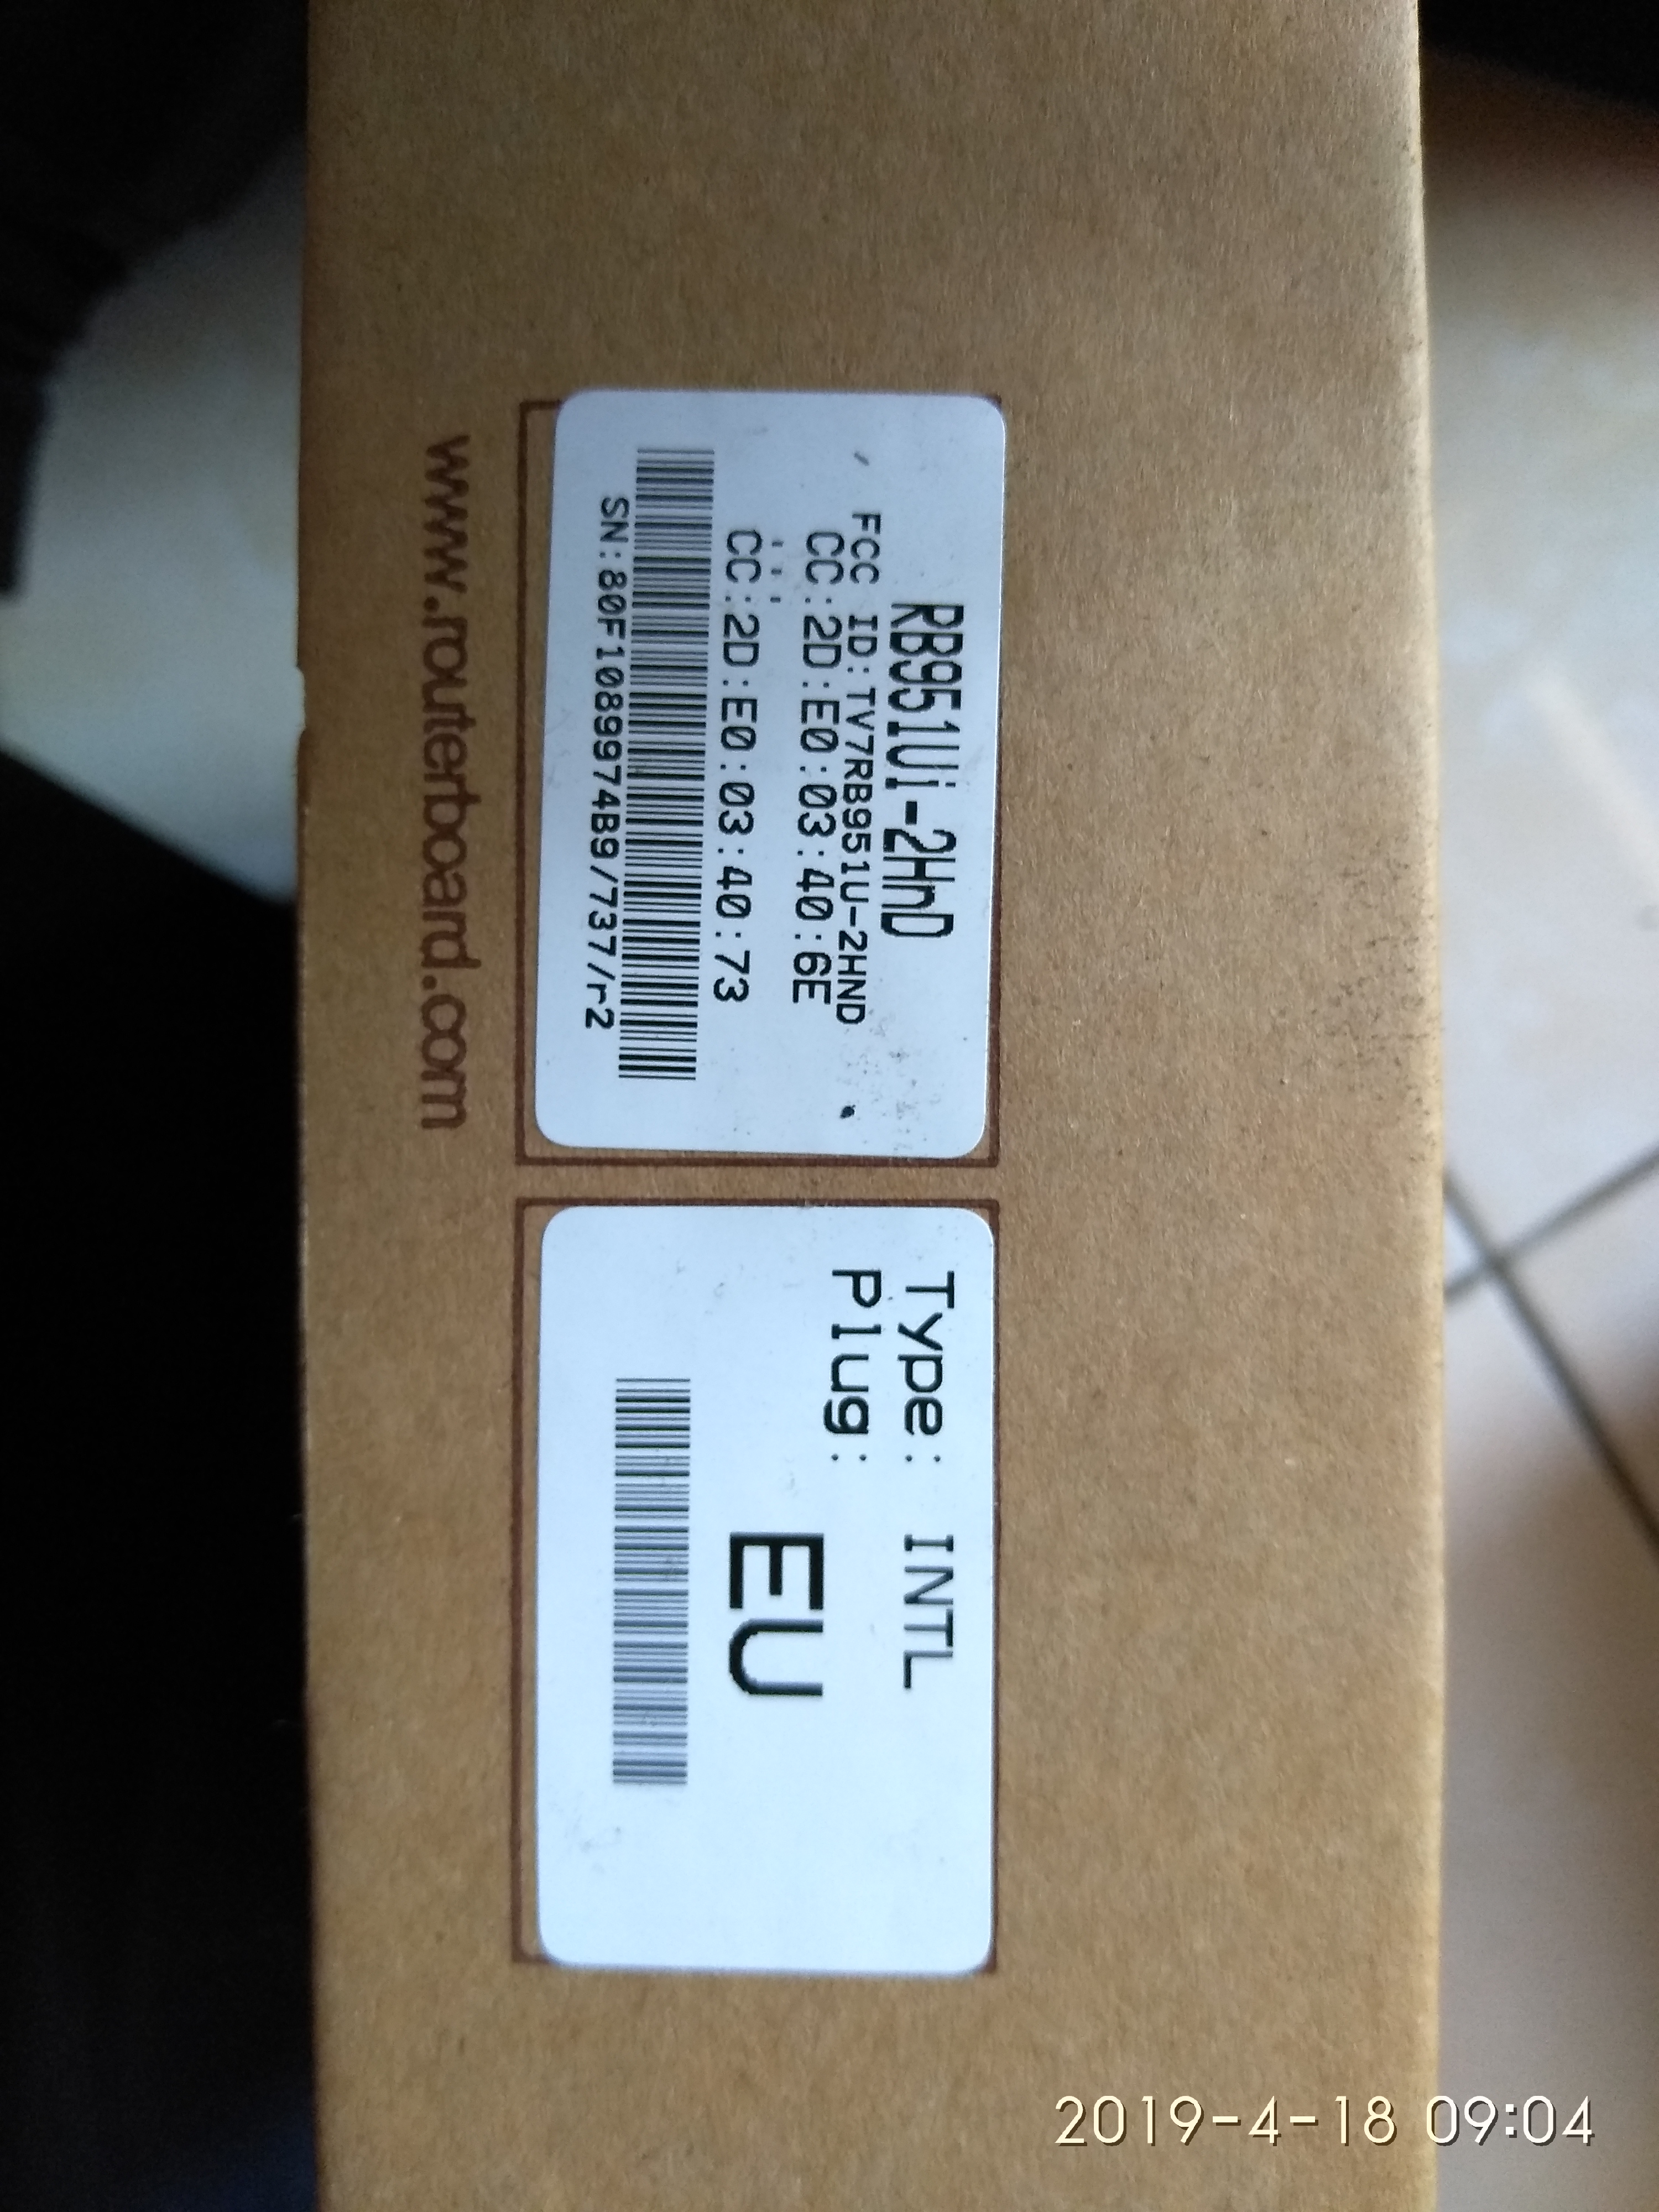 2019-4-18 09:04
RB951Ui-2HnD
FCC ID:TV7RB951U-2HND
CC:2D:E0:03:40:6E
...
CC:2D:E0:03:40:73
SN:80F1089974B9/737/r2
Type: INTL
Plug:
EU
www.routerboard.com